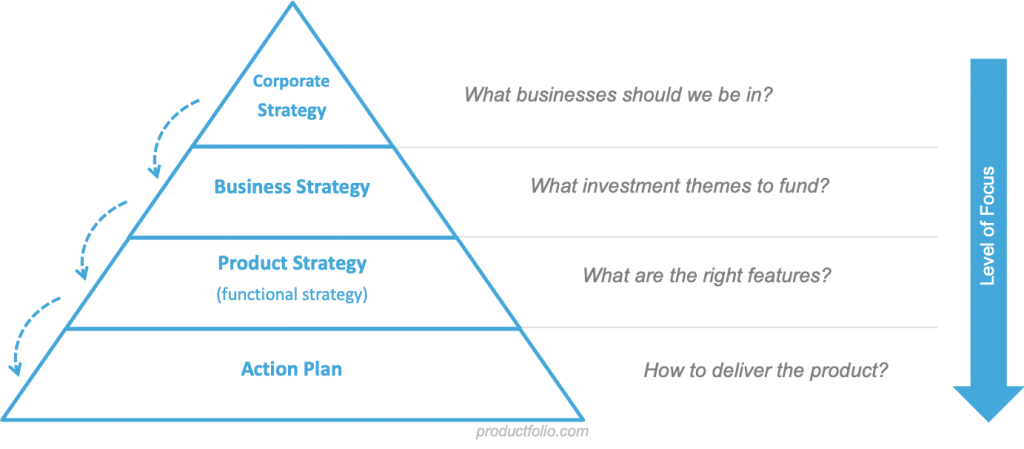 Corporate
Strategy
What businesses should we be in?
Business Strategy
What investment themes to fund?
Product Strategy
(functional strategy)
What are the right features?
Action Plan
How to deliver the product?
Level of Focus
productfolio.com